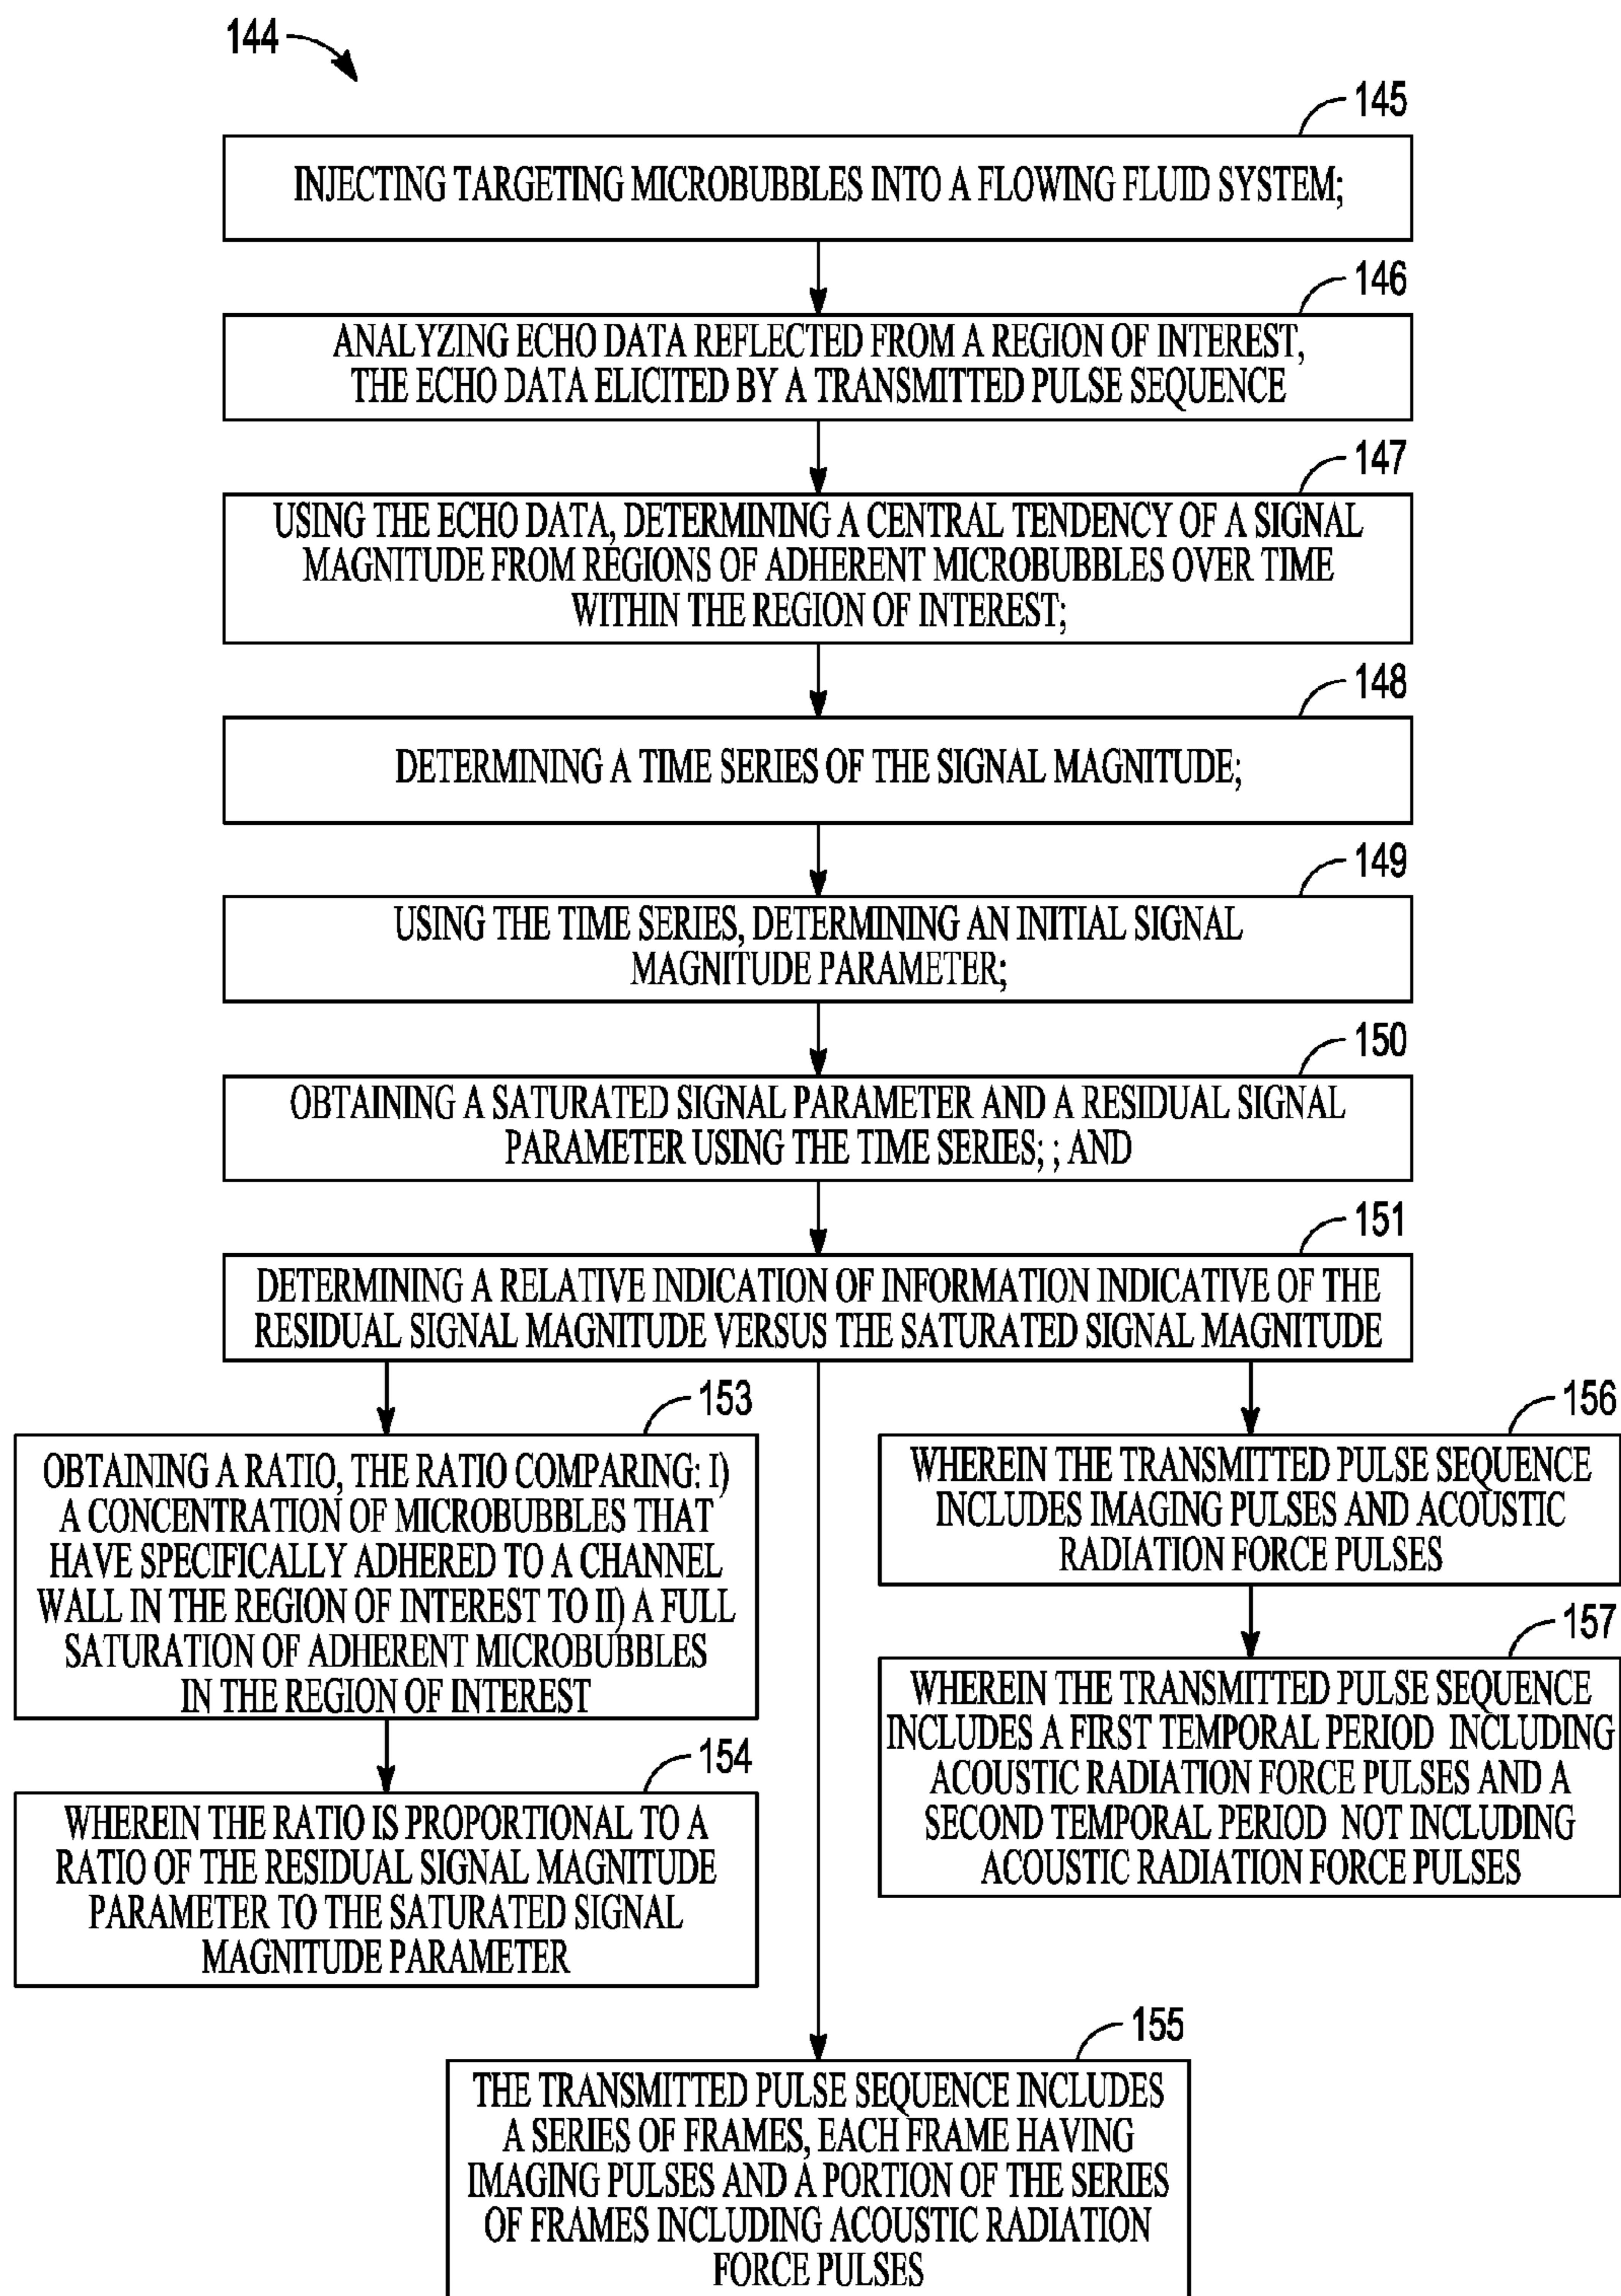 144
145
INJECTING TARGETING MICROBUBBLES INTO A FLOWING FLUID SYSTEM;
146
ANALYZING ECHO DATA REFLECTED FROM A REGION OF INTEREST,
THE ECHO DATA ELICITED BY A TRANSMITTED PULSE SEQUENCE
147
USING THE ECHO DATA, DETERMINING A CENTRAL TENDENCY OF A SIGNAL
MAGNITUDE FROM REGIONS OF ADHERENT MICROBUBBLES OVER TIME
WITHIN THE REGION OF INTEREST;
148
DETERMINING A TIME SERIES OF THE SIGNAL MAGNITUDE;
149
USING THE TIME SERIES, DETERMINING AN INITIAL SIGNAL
MAGNITUDE PARAMETER;
150
OBTAINING A SATURATED SIGNAL PARAMETER AND A RESIDUAL SIGNAL
PARAMETER USING THE TIME SERIES; ; AND
151
DETERMINING A RELATIVE INDICATION OF INFORMATION INDICATIVE OF THE
RESIDUAL SIGNAL MAGNITUDE VERSUS THE SATURATED SIGNAL MAGNITUDE
153
OBTAINING A RATIO, THE RATIO COMPARING: I)
A CONCENTRATION OF MICROBUBBLES THAT
HAVE SPECIFICALLY ADHERED TO A CHANNEL
WALL IN THE REGION OF INTEREST TO II) A FULL
SATURATION OF ADHERENT MICROBUBBLES
IN THE REGION OF INTEREST
154
WHEREIN THE RATIO IS PROPORTIONAL TO A
RATIO OF THE RESIDUAL SIGNAL MAGNITUDE
PARAMETER TO THE SATURATED SIGNAL
MAGNITUDE PARAMETER
156
WHEREIN THE TRANSMITTED PULSE SEQUENCE
INCLUDES IMAGING PULSES AND ACOUSTIC
RADIATION FORCE PULSES
157
WHEREIN THE TRANSMITTED PULSE SEQUENCE
INCLUDES A FIRST TEMPORAL PERIOD INCLUDING
ACOUSTIC RADIATION FORCE PULSES AND A
SECOND TEMPORAL PERIOD NOT INCLUDING
ACOUSTIC RADIATION FORCE PULSES
155
THE TRANSMITTED PULSE SEQUENCE INCLUDES
A SERIES OF FRAMES, EACH FRAME HAVING
IMAGING PULSES AND A PORTION OF THE SERIES
OF FRAMES INCLUDING ACOUSTIC RADIATION
FORCE PULSES